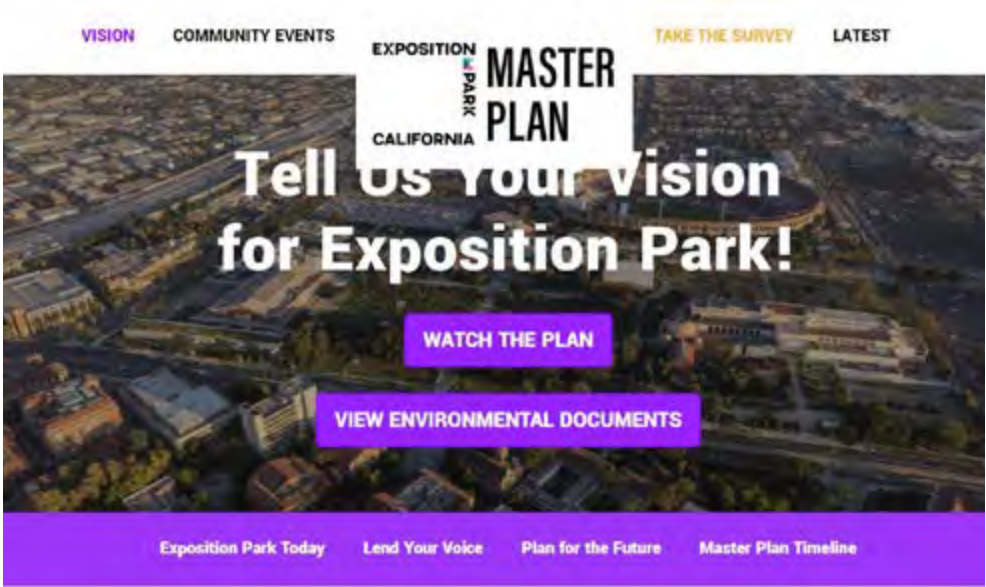 VISION COMMUNITY EVENTS TAKE THE SURVEY LATEST
EXPOSITION
PARK
CALIFORNIA
MASTER
PLAN
Tell Us Your Vision
for Exposition Park!
WATCH THE PLAN
VIEW ENVIRONMENTAL DOCUMENTS
Exposition Park Today Lend Your Voice Plan for the Future Master Plan Timeline